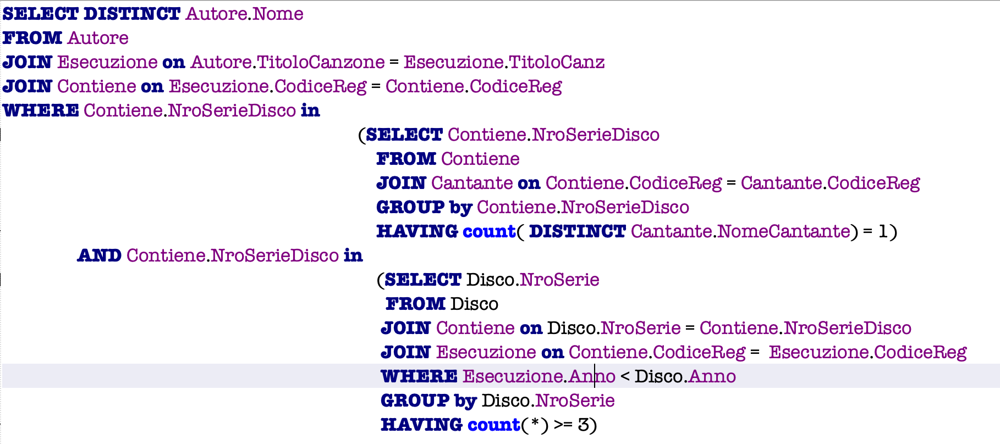 SELECT DISTINCT Autore.Nome
FROM Autore
JOIN Esecuzione on Autore.TitoloCanzone = Esecuzione.TitoloCanz
JOIN Contiene on Esecuzione.CodiceReg = Contiene.CodiceReg
WHERE Contiene.NroSerieDisco in
(SELECT Contiene.NroSerieDisco
FROM Contiene
JOIN Cantante on Contiene.CodiceReg = Cantante.CodiceReg
GROUP by Contiene.NroSerieDisco
HAVING count( DISTINCT Cantante.NomeCantante) = 1)
AND Contiene.NroSerieDisco in
(SELECT Disco.NroSerie
FROM Disco
JOIN Contiene on Disco.NroSerie = Contiene.NroSerieDisco
JOIN Esecuzione on Contiene.CodiceReg = Esecuzione.CodiceReg
WHERE Esecuzione.Anno < Disco.Anno
GROUP by Disco.NroSerie
HAVING count(*) >= 3)